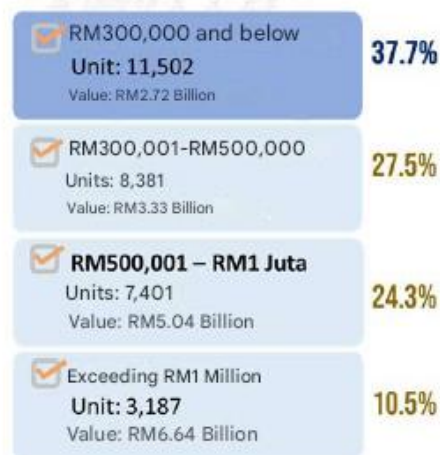 RM300,000 and below
37.7%
Unit: 11,502
Value: RM2.72 Billion
RM300,001-RM500,000
27.5%
Units: 8,381
Value: RM3.33 Billion
RM500,001 – RM1 Juta
24.3%
Units: 7,401
Value: RM5.04 Billion
Exceeding RM1 Million
10.5%
Unit: 3,187
Value: RM6.64 Billion